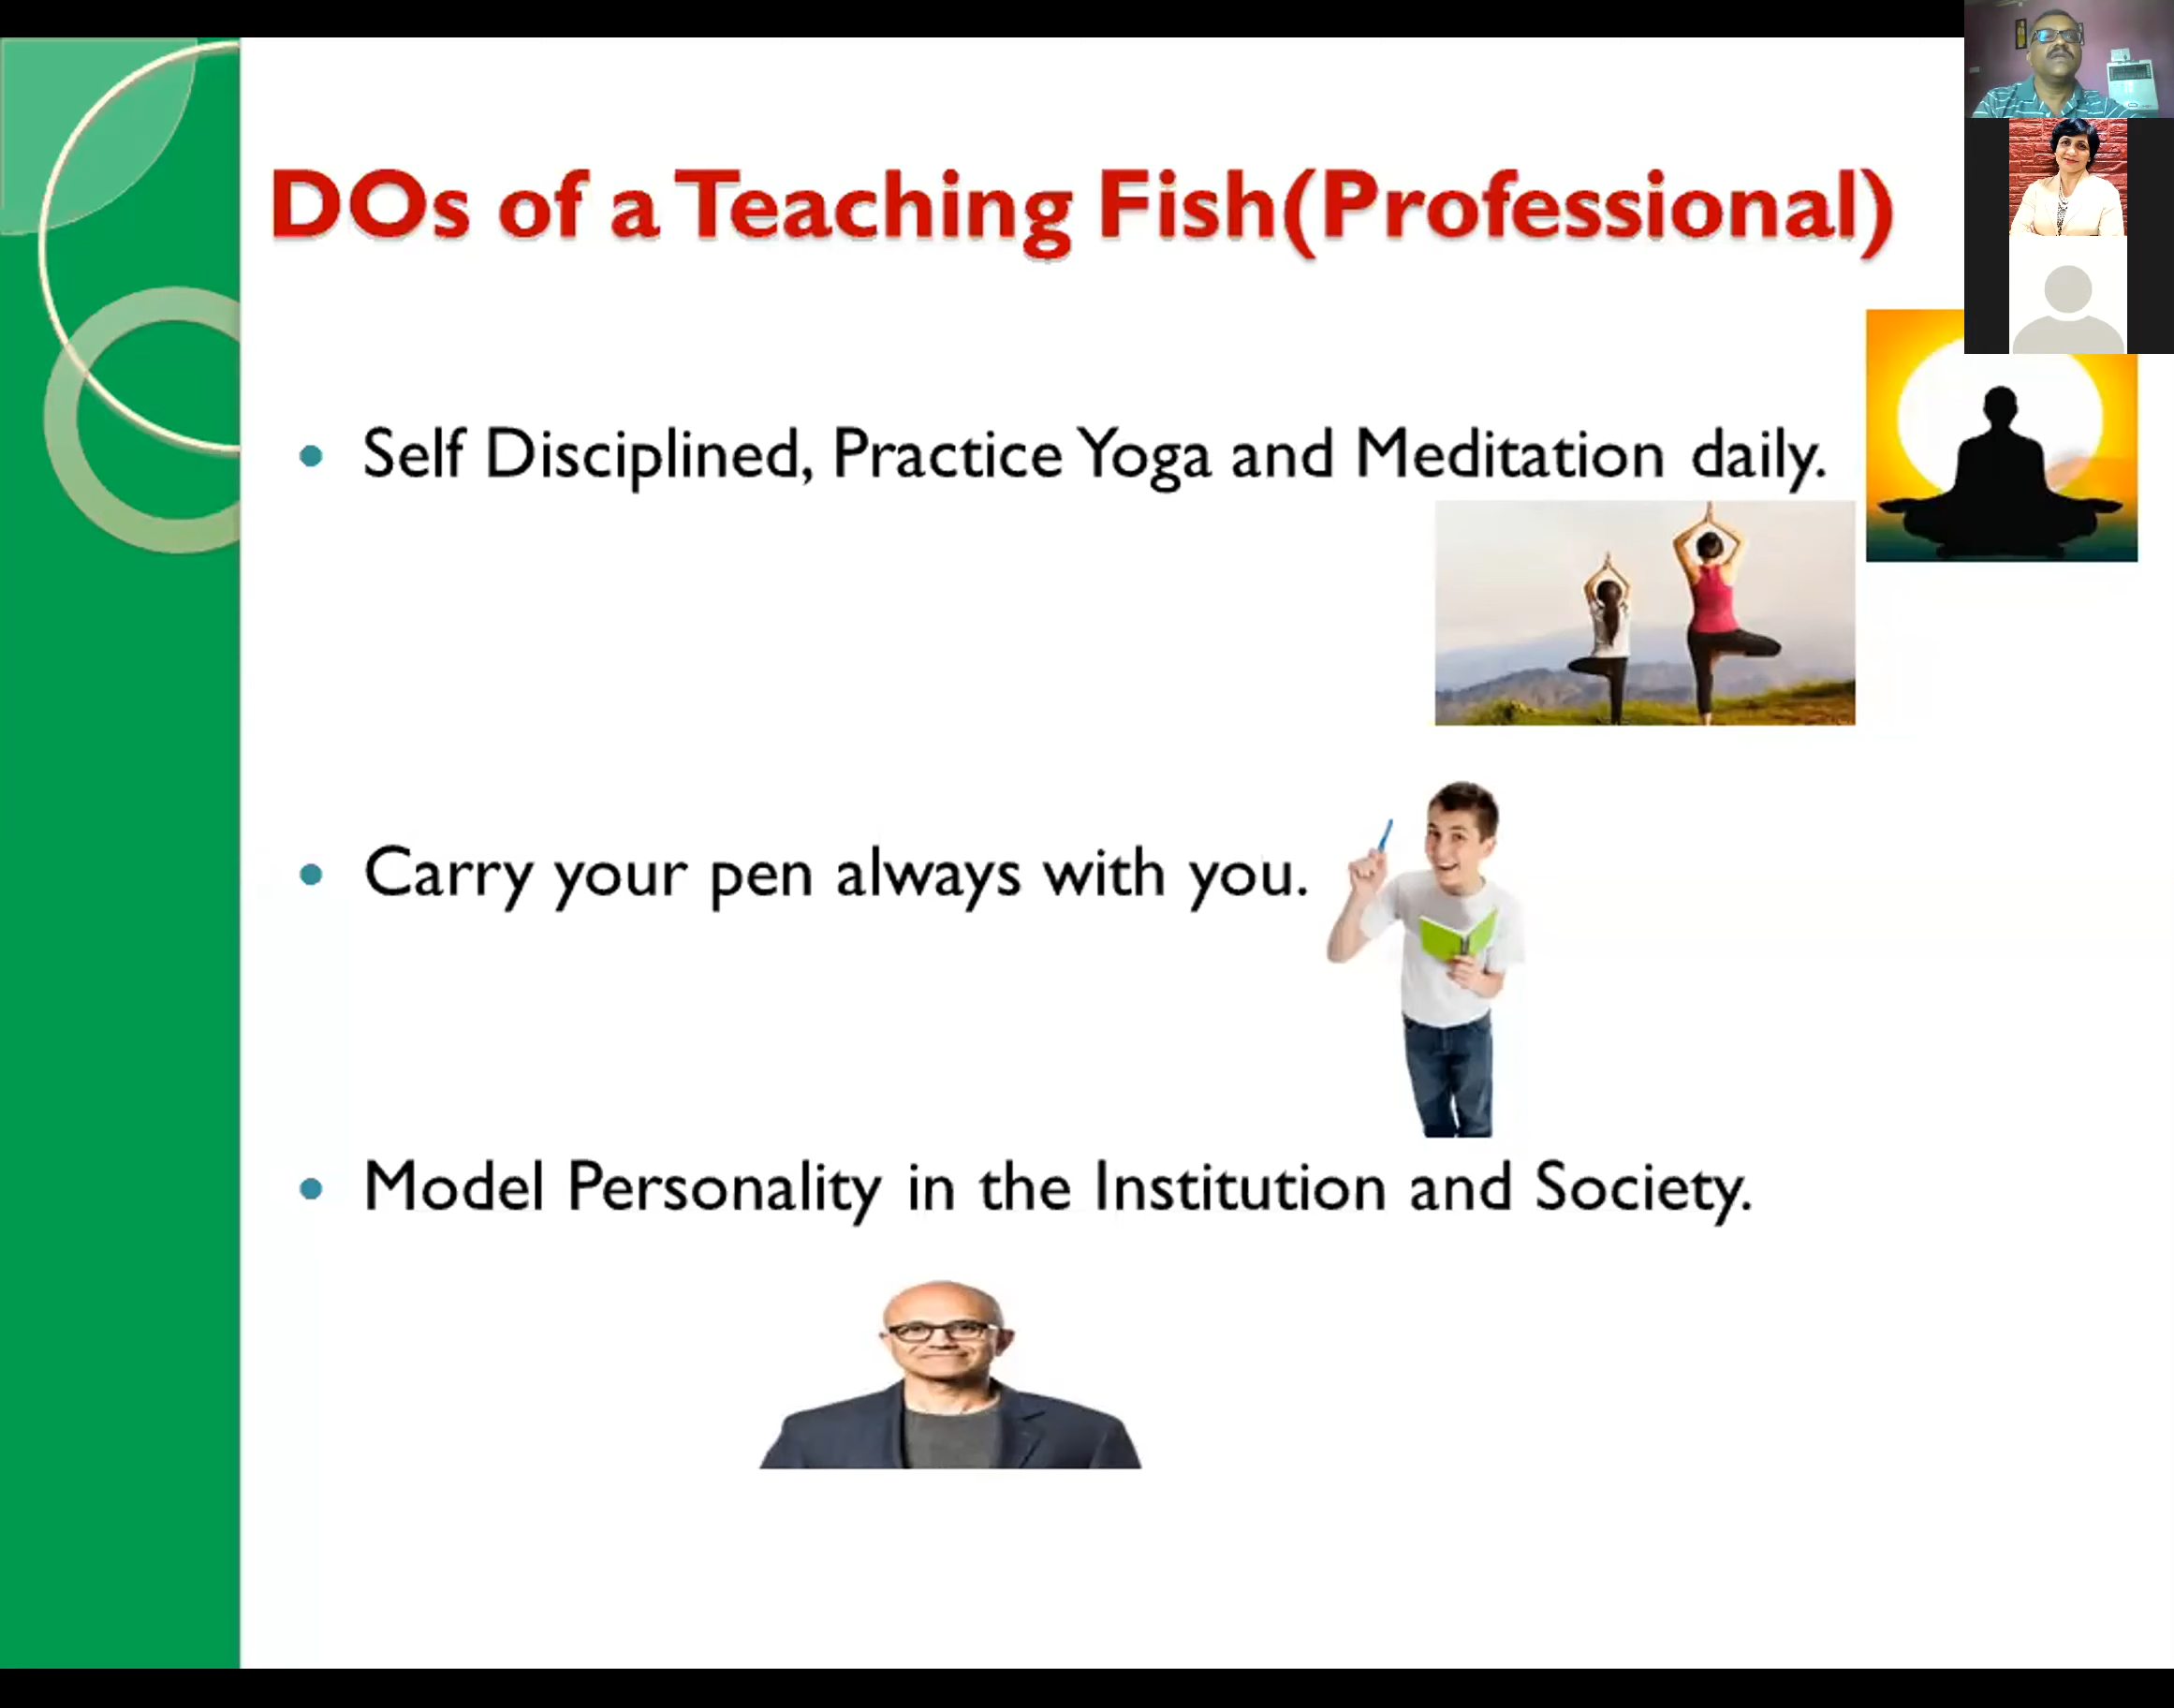 DOs of a Teaching Fish(Professional)
Self Disciplined, Practice Yoga and Meditation daily.
Carry your pen always with you.
Model Personality in the Institution and Society.